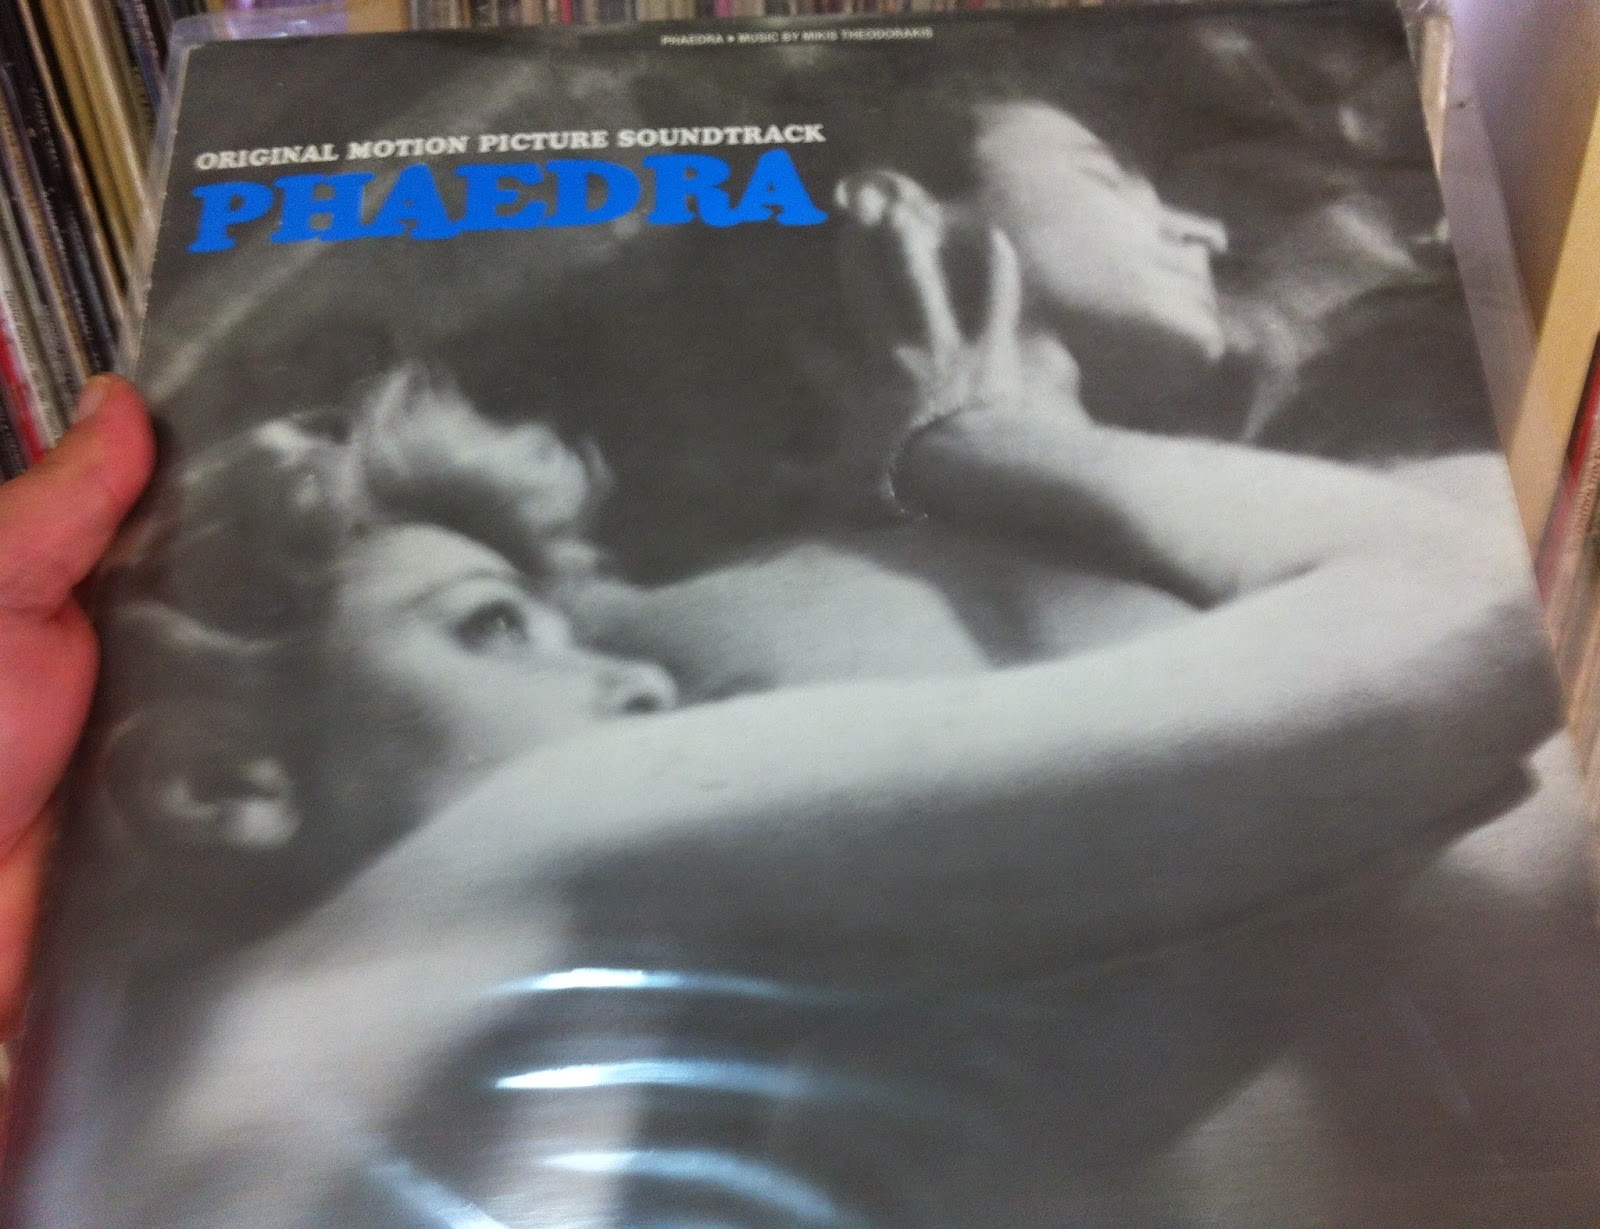 PHAEDRA • MUSIC BY MIKIS THEODORAKIS
ORIGINAL MOTION PICTURE SOUNDTRACK
PHAEDRA